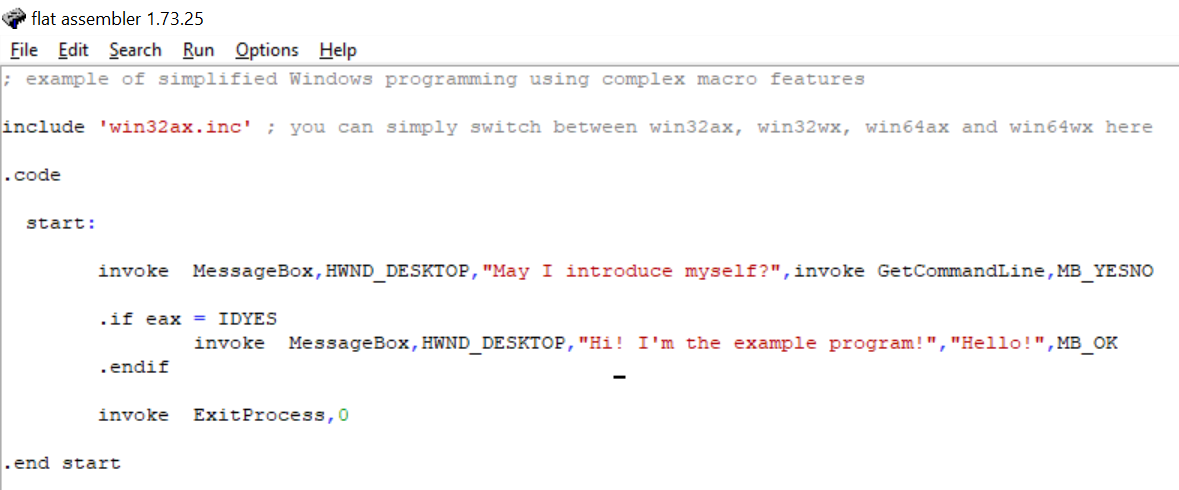 flat assembler 1.73.25
File Edit Search Run Options Help
; example of simplified Windows programming using complex macro features
include 'win32ax.inc' ; you can simply switch between win32ax, win32wx, win64ax and win64wx here
.code
start:
invoke MessageBox,HWND_DESKTOP,"May I introduce myself?",invoke GetCommandLine,MB_YESNO
.if eax = IDYES
invoke MessageBox,HWND_DESKTOP,"Hi! I'm the example program!","Hello!",MB_OK
.endif
invoke ExitProcess,0
.end start